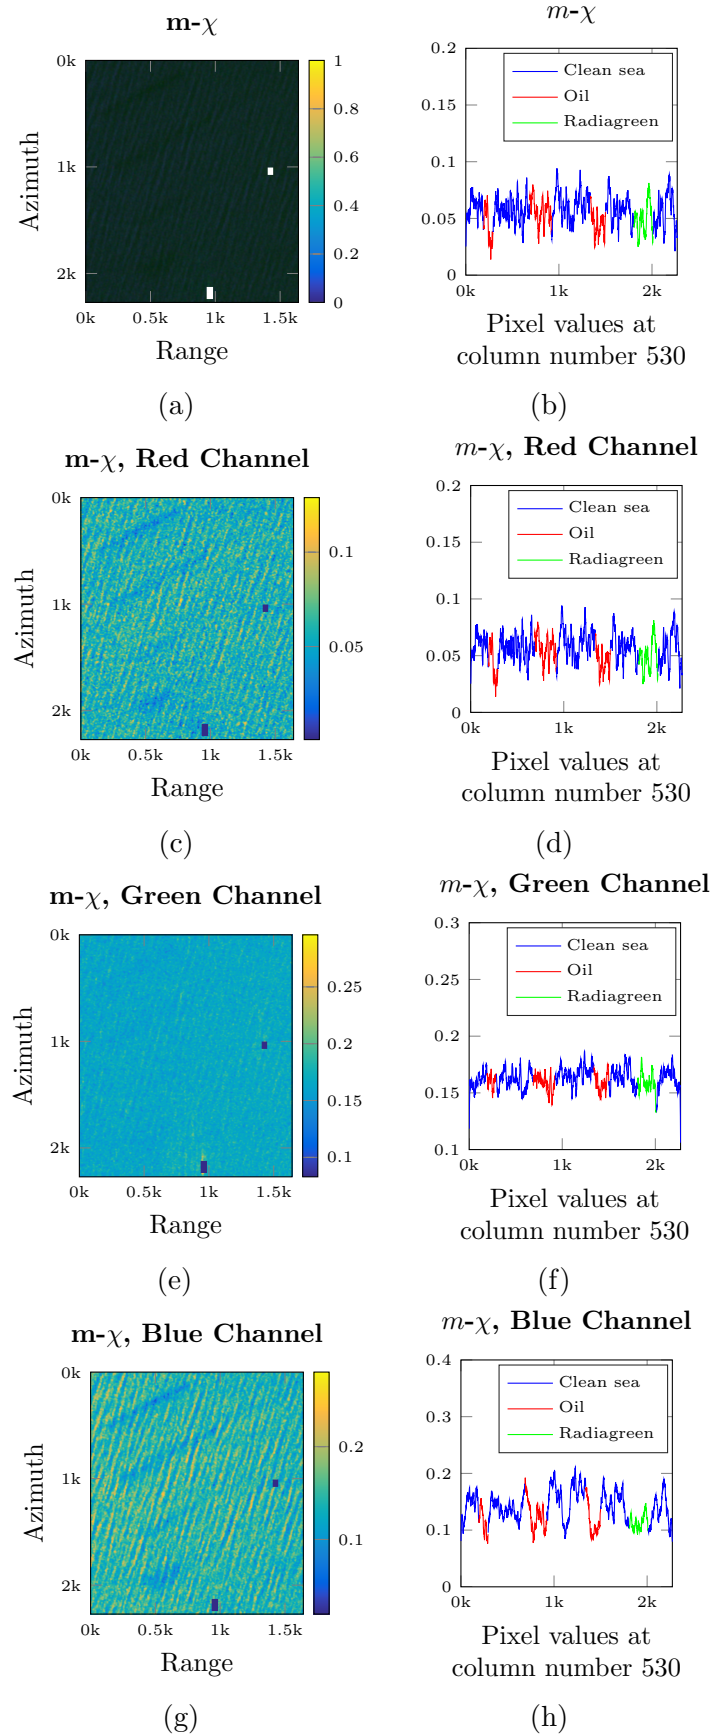 m-χ
0k
1k
2k
Azimuth
0k 0.5k 1k 1.5k
Range
1
0.8
0.6
0.4
0.2
0
(a)
m-χ
0.2
0.15
0.1
0.05
0
Clean sea
Oil
Radiagreen
0k 1k 2k
Pixel values at
column number 530
(b)
m-χ, Red Channel
0k
1k
2k
Azimuth
0k 0.5k 1k 1.5k
Range
0.1
0.05
(c)
m-χ, Red Channel
0.2
0.15
0.1
0.05
0
Clean sea
Oil
Radiagreen
0k 1k 2k
Pixel values at
column number 530
(d)
m-χ, Green Channel
0k
1k
2k
Azimuth
0k 0.5k 1k 1.5k
Range
0.25
0.2
0.15
0.1
(e)
m-χ, Green Channel
0.3
0.25
0.2
0.15
0.1
Clean sea
Oil
Radiagreen
0k 1k 2k
Pixel values at
column number 530
(f)
m-χ, Blue Channel
0k
1k
2k
Azimuth
0k 0.5k 1k 1.5k
Range
0.2
0.1
(g)
m-χ, Blue Channel
0.4
0.3
0.2
0.1
0
Clean sea
Oil
Radiagreen
0k 1k 2k
Pixel values at
column number 530
(h)